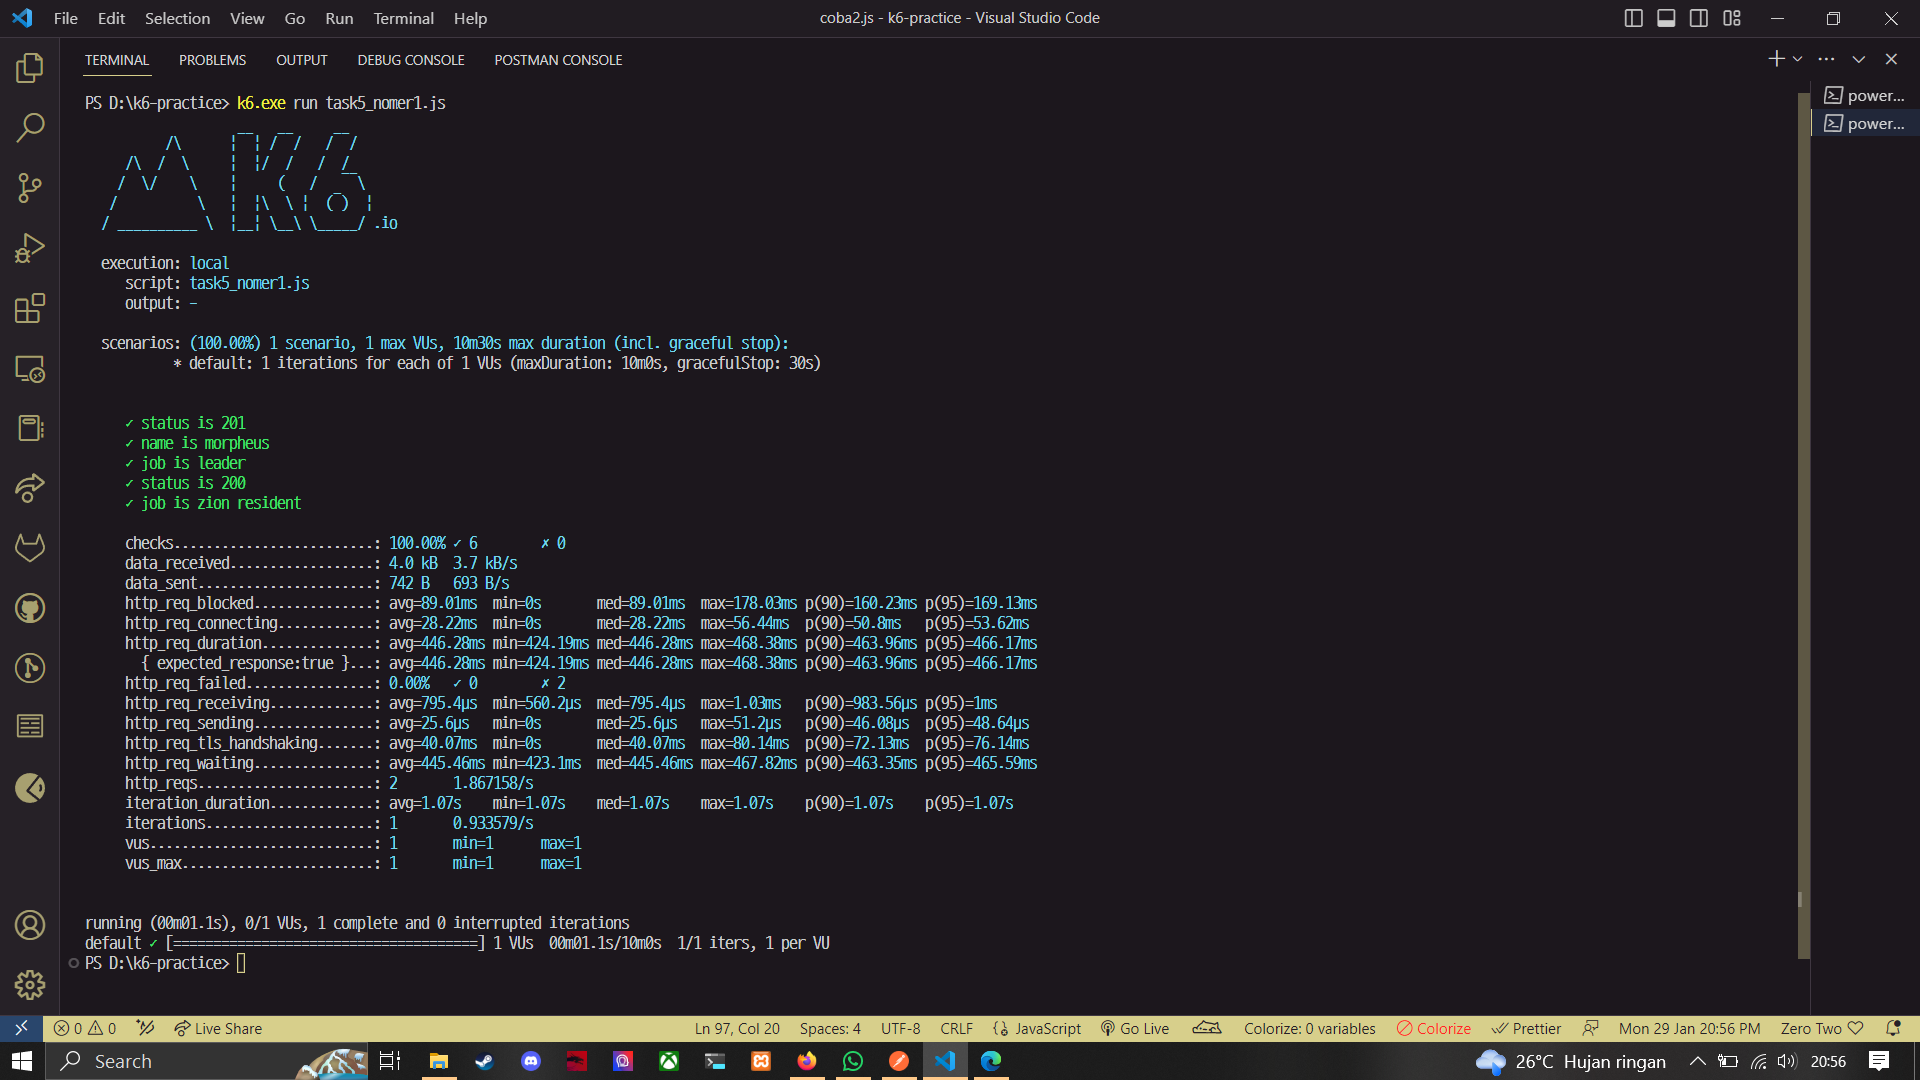 File Edit Selection View Go Run Terminal Help
coba2.js - k6-practice - Visual Studio Code
TERMINAL PROBLEMS OUTPUT DEBUG CONSOLE POSTMAN CONSOLE
power...
power...
PS D:\k6-practice> k6.exe run task5_nomer1.js
.io
execution: local
script: task5_nomer1.js
output: -
scenarios: (100.00%) 1 scenario, 1 max VUs, 10m30s max duration (incl. graceful stop):
* default: 1 iterations for each of 1 VUs (maxDuration: 10m0s, gracefulStop: 30s)
✓ status is 201
✓ name is morpheus
✓ job is leader
✓ status is 200
✓ job is zion resident
checks.........................: 100.00% ✓ 6 ✗ 0
data_received..................: 4.0 kB 3.7 kB/s
data_sent......................: 742 B 693 B/s
http_req_blocked...............: avg=89.01ms min=0s med=89.01ms max=178.03ms p(90)=160.23ms p(95)=169.13ms
http_req_connecting............: avg=28.22ms min=0s med=28.22ms max=56.44ms p(90)=50.8ms p(95)=53.62ms
http_req_duration..............: avg=446.28ms min=424.19ms med=446.28ms max=468.38ms p(90)=463.96ms p(95)=466.17ms
{ expected_response:true }...: avg=446.28ms min=424.19ms med=446.28ms max=468.38ms p(90)=463.96ms p(95)=466.17ms
http_req_failed................: 0.00% ✓ 0 ✗ 2
http_req_receiving.............: avg=795.4µs min=560.2µs med=795.4µs max=1.03ms p(90)=983.56µs p(95)=1ms
http_req_sending...............: avg=25.6µs min=0s med=25.6µs max=51.2µs p(90)=46.08µs p(95)=48.64µs
http_req_tls_handshaking.......: avg=40.07ms min=0s med=40.07ms max=80.14ms p(90)=72.13ms p(95)=76.14ms
http_req_waiting...............: avg=445.46ms min=423.1ms med=445.46ms max=467.82ms p(90)=463.35ms p(95)=465.59ms
http_reqs......................: 2 1.867158/s
iteration_duration.............: avg=1.07s min=1.07s med=1.07s max=1.07s p(90)=1.07s p(95)=1.07s
iterations.....................: 1 0.933579/s
vus............................: 1 min=1 max=1
vus_max........................: 1 min=1 max=1
running (00m01.1s), 0/1 VUs, 1 complete and 0 interrupted iterations
default ✓ [======================================] 1 VUs 00m01.1s/10m0s 1/1 iters, 1 per VU
PS D:\k6-practice>
0 0 Live Share Ln 97, Col 20 Spaces: 4 UTF-8 CRLF JavaScript Go Live Colorize: 0 variables Colorize Prettier Mon 29 Jan 20:56 PM Zero Two
Search 26°C Hujan ringan 20:56